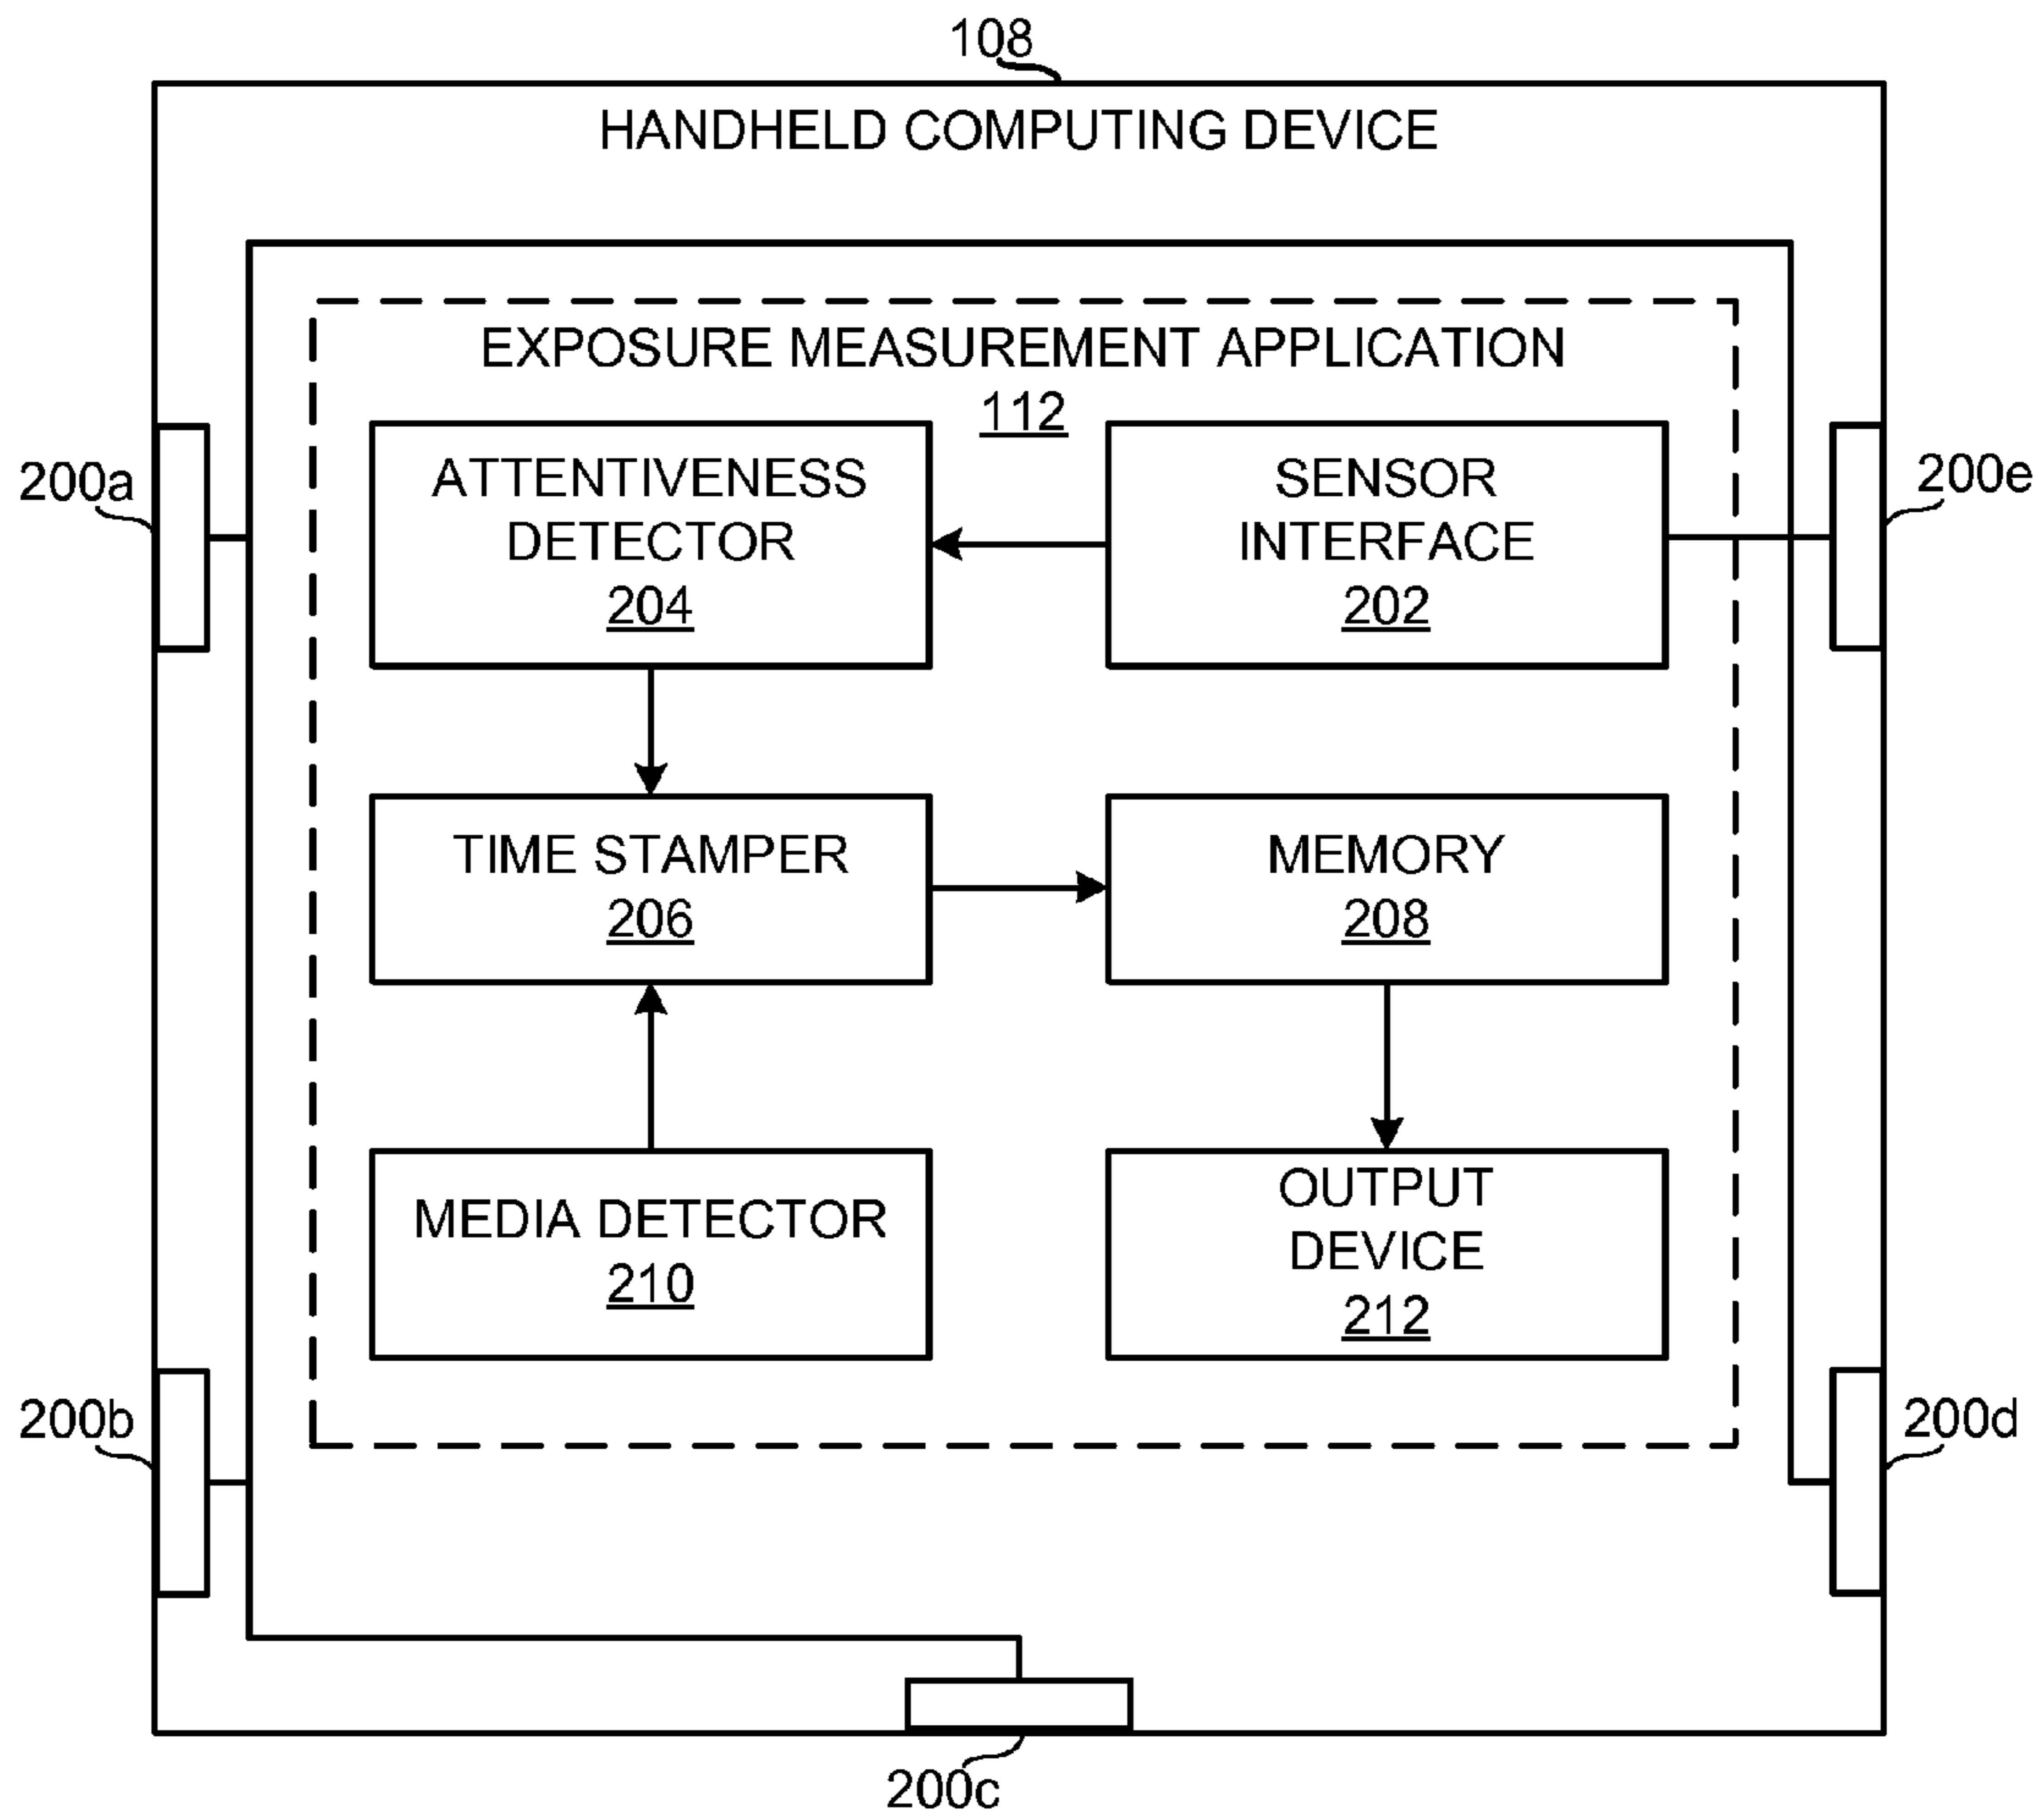 108
HANDHELD COMPUTING DEVICE
EXPOSURE MEASUREMENT APPLICATION
112
200a
ATTENTIVENESS
DETECTOR
204
SENSOR
INTERFACE
202
200e
TIME STAMPER
206
MEMORY
208
MEDIA DETECTOR
210
OUTPUT
DEVICE
212
200b
200d
200c